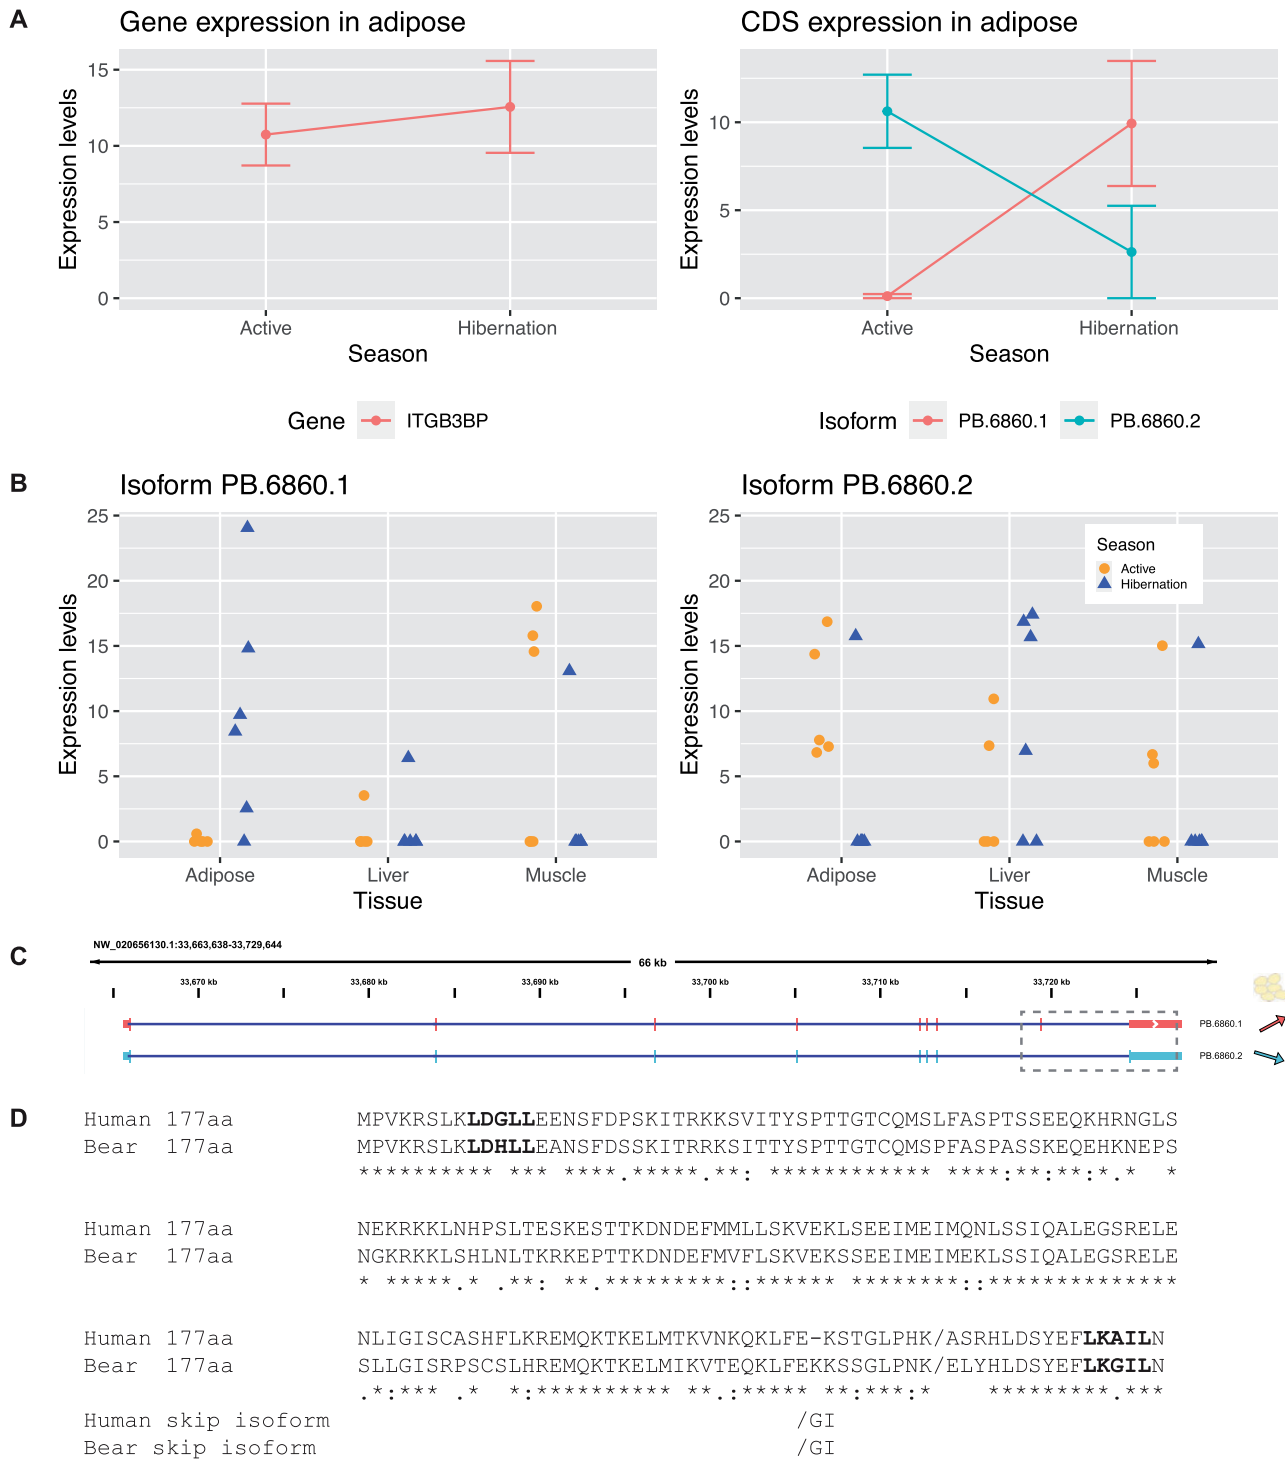 A
Gene expression in adipose
CDS expression in adipose
Expression levels
15
10
5
0
Active
Hibernation
Season
Expression levels
10
5
0
Active
Hibernation
Season
Gene
ITGB3BP
Isoform
PB.6860.1
PB.6860.2
B
Isoform PB.6860.1
Isoform PB.6860.2
Expression levels
25
20
15
10
5
0
Adipose
Liver
Muscle
Tissue
Expression levels
25
20
15
10
5
0
Season
Active
Hibernation
Adipose
Liver
Muscle
Tissue
C
NW_020656130.1:33,663,638-33,729,644
66 kb
33,670 kb
33,680 kb
33,690 kb
33,700 kb
33,710 kb
33,720 kb
PB.6860.1
PB.6860.2
D
Human 177aa MPVKRSLKLDGLLEENSFDPSKITRKKSVITYSPTTGTCQMSLFASPTSSEEQKHRNGLS
Bear 177aa MPVKRSLKLDHLLEANSFDSSKITRRKSITTYSPTTGTCQMSPFASPASSKEQEHKNEPS
********** *** ****.*****.**: ************ ****:**:**:*.* *
Human 177aa NEKRKKLNHPSLTESKESTTKDNDEFMMLLSKVEKLSEEIMEIMQNLSSIQALEGSRELE
Bear 177aa NGKRKKLSHLNLTKRKEPTTKDNDEFMVFLSKVEKSSEEIMEIMEKLSSIQALEGSRELE
* *****.* .**: **.*********::****** ********::**************
Human 177aa NLIGISCASHFLKREMQKTKELMTKVNKQKLFE-KSTGLPHK/ASRHLDSYEFLKAILN
Bear 177aa SLLGISRPSCSLHREMQKTKELMIKVTEQKLFEKKSSGLPNK/ELYHLDSYEFLKGILN
.*:*** .* *:********** **.:***** **:***:* *********.***
Human skip isoform /GI
Bear skip isoform /GI